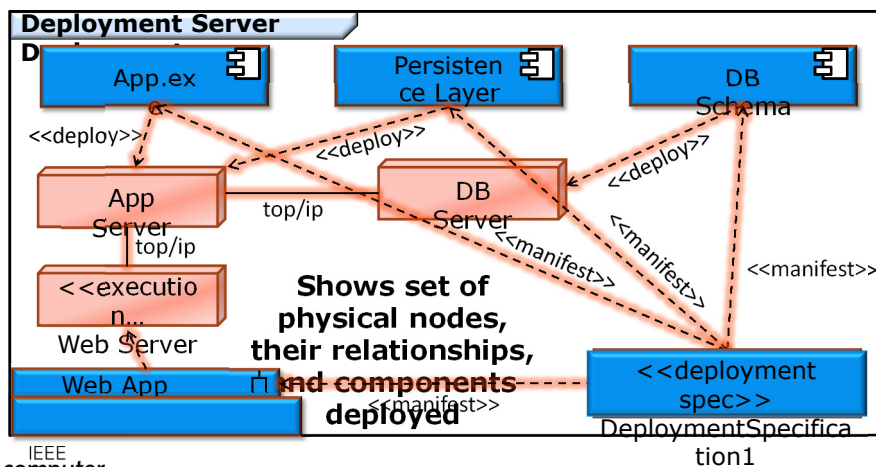 Deployment Server
App.ex
Persisten
ce Layer
DB
Schema
<<deploy>>
<<deploy>>
<<deploy>>
App
Server
top/ip
DB
Server
top/ip
<<manifest>>
<<manifest>>
<<manifest>>
<<executio
n...
Web Server
Shows set of
physical nodes,
their relationships,
and components
deployed
Web App
<<manifest>>
<<deployment
spec>>
DeploymentSpecifica
tion1
IEEE
computer